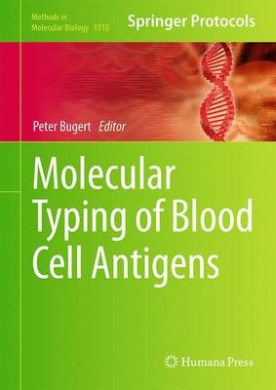 Methods in
Molecular Biology 1310
Springer Protocols
Peter Bugert Editor
Molecular
Typing of Blood
Cell Antigens
Humana Press